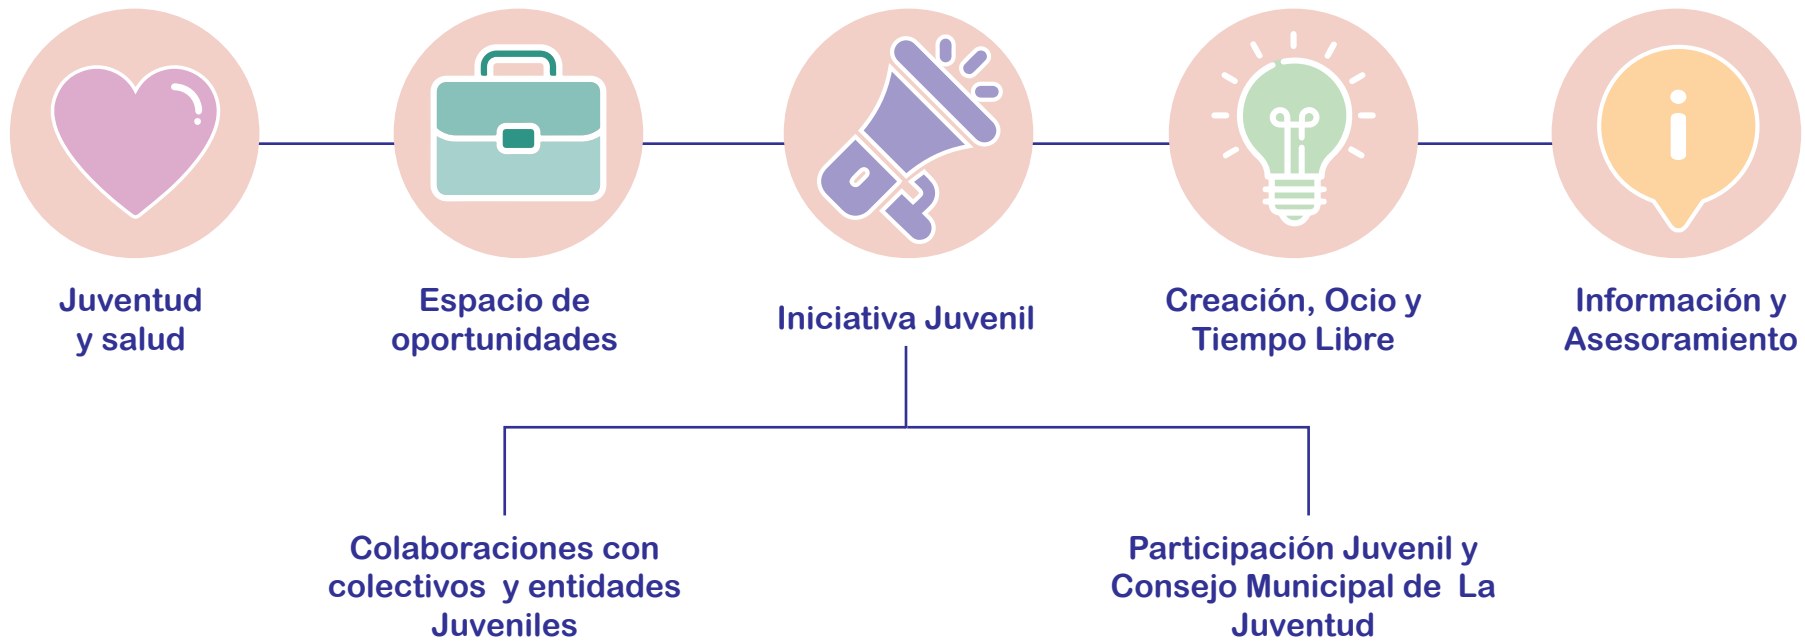 Juventud
y salud
Espacio de
oportunidades
Iniciativa Juvenil
Creación, Ocio y
Tiempo Libre
Información y
Asesoramiento
Colaboraciones con
colectivos  y entidades
Juveniles
Participación Juvenil y
Consejo Municipal de  La
Juventud